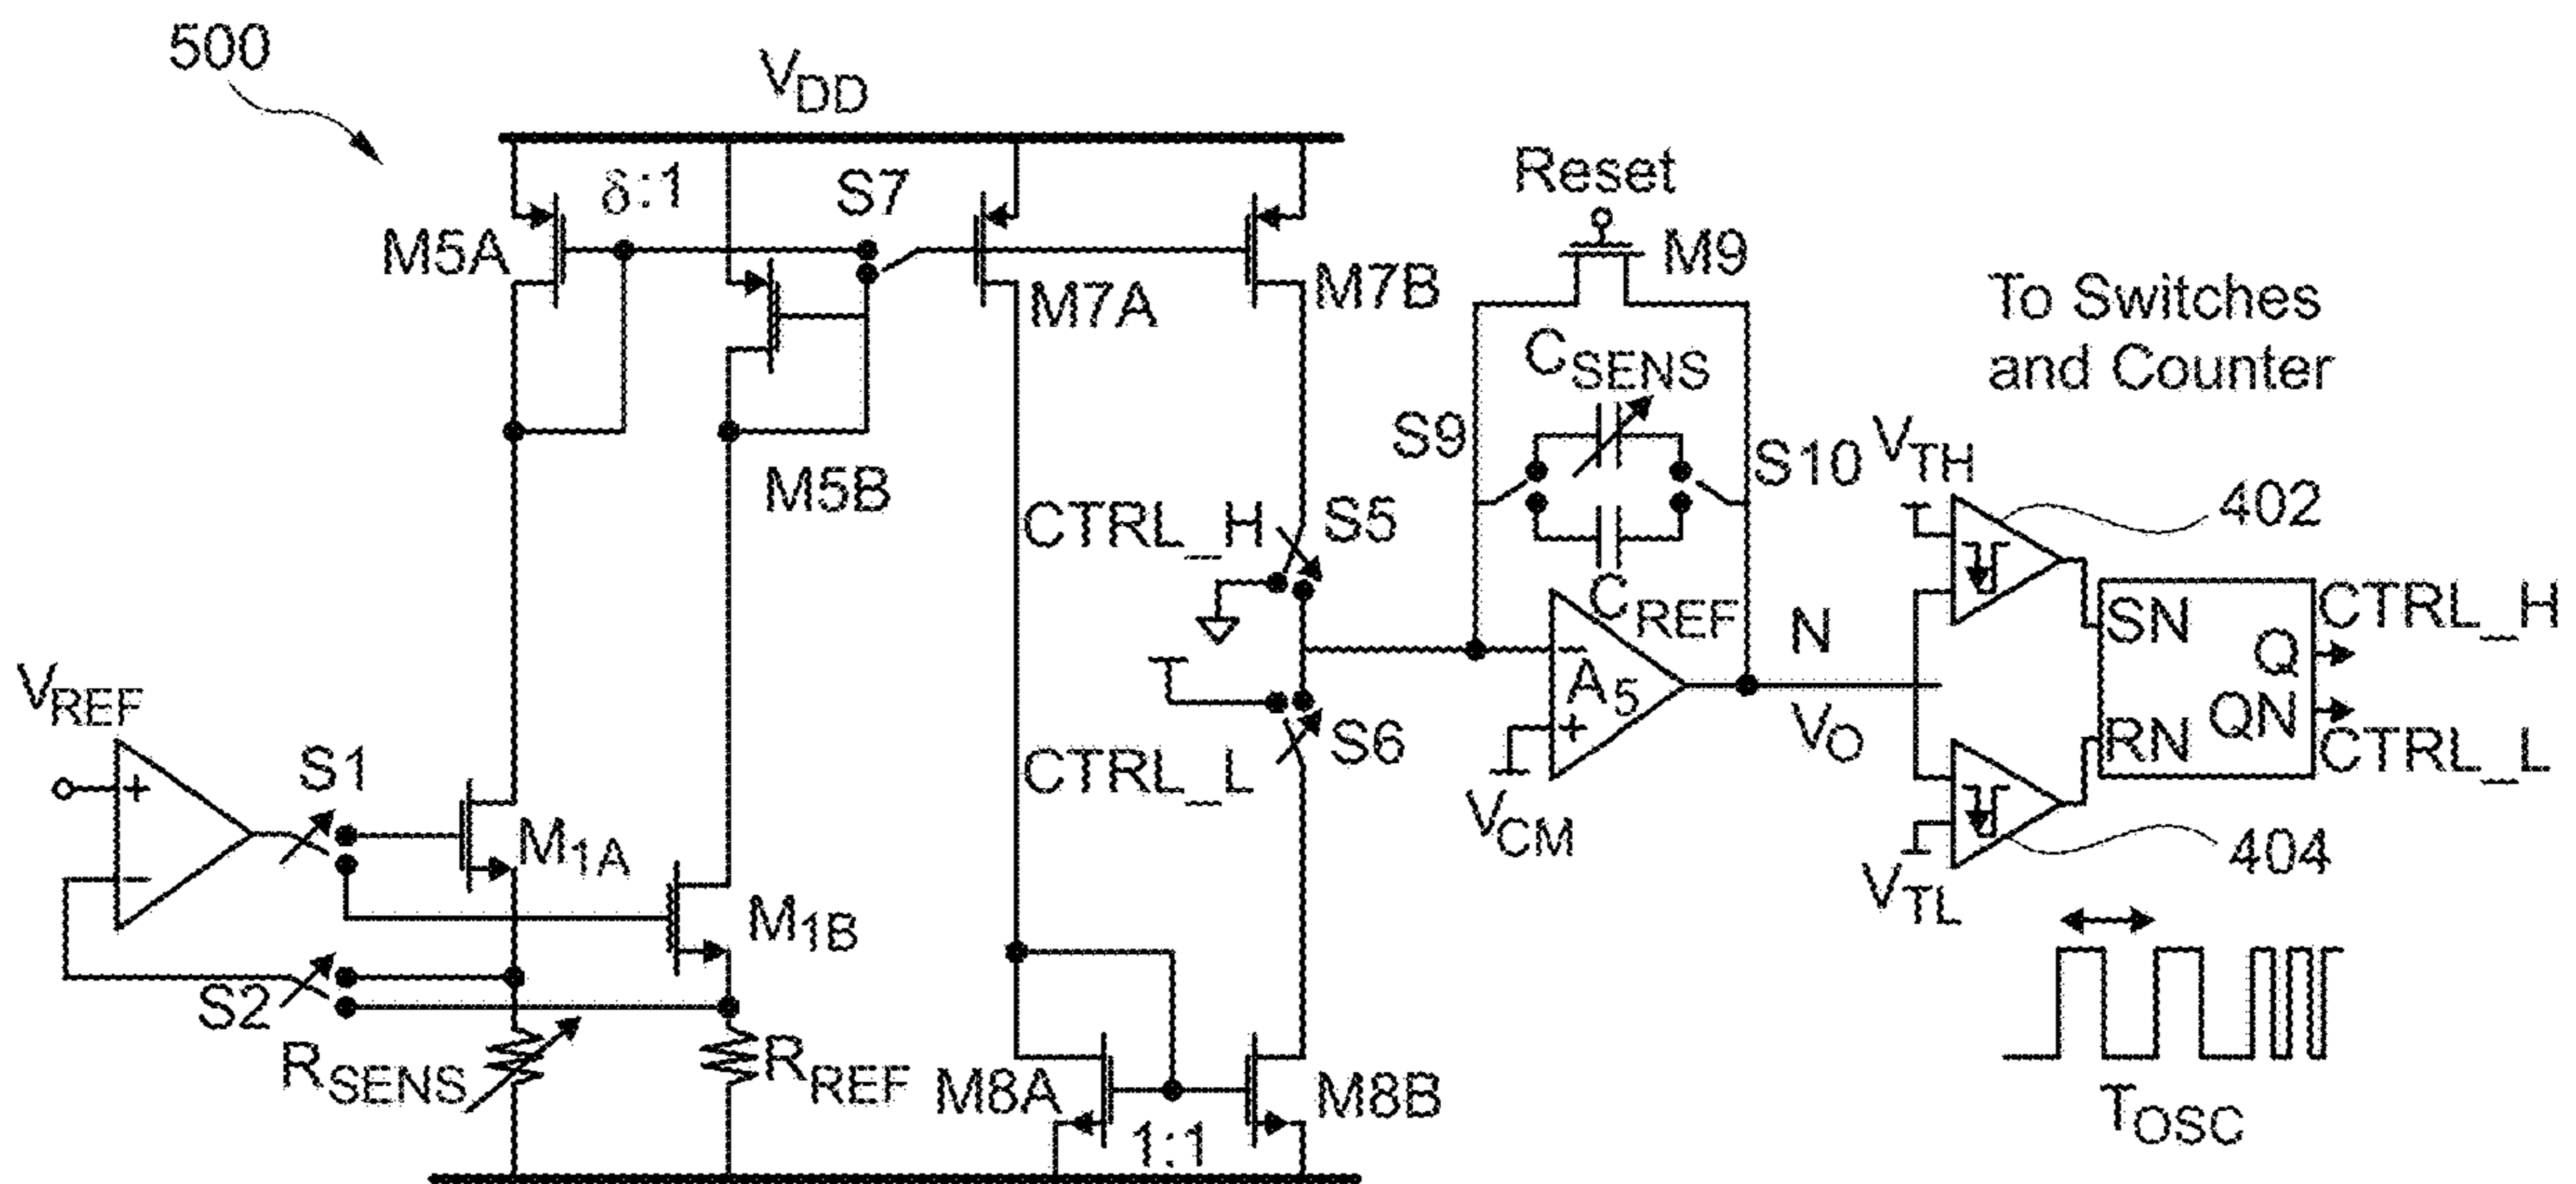 500
VDD
δ:1
S7
M5A
M7A
M7B
M5B
Reset
M9
CSENS
S9
S10
CREF
To Switches
and Counter
VTH
402
CTRL_H
S5
CTRL_L
S6
A5
-
+
VCM
N
VO
SN
RN
Q
QN
CTRL_H
CTRL_L
404
VTL
TOSC
VREF
+
-
S1
M1A
M1B
S2
RSENS
RREF
M8A
1:1
M8B